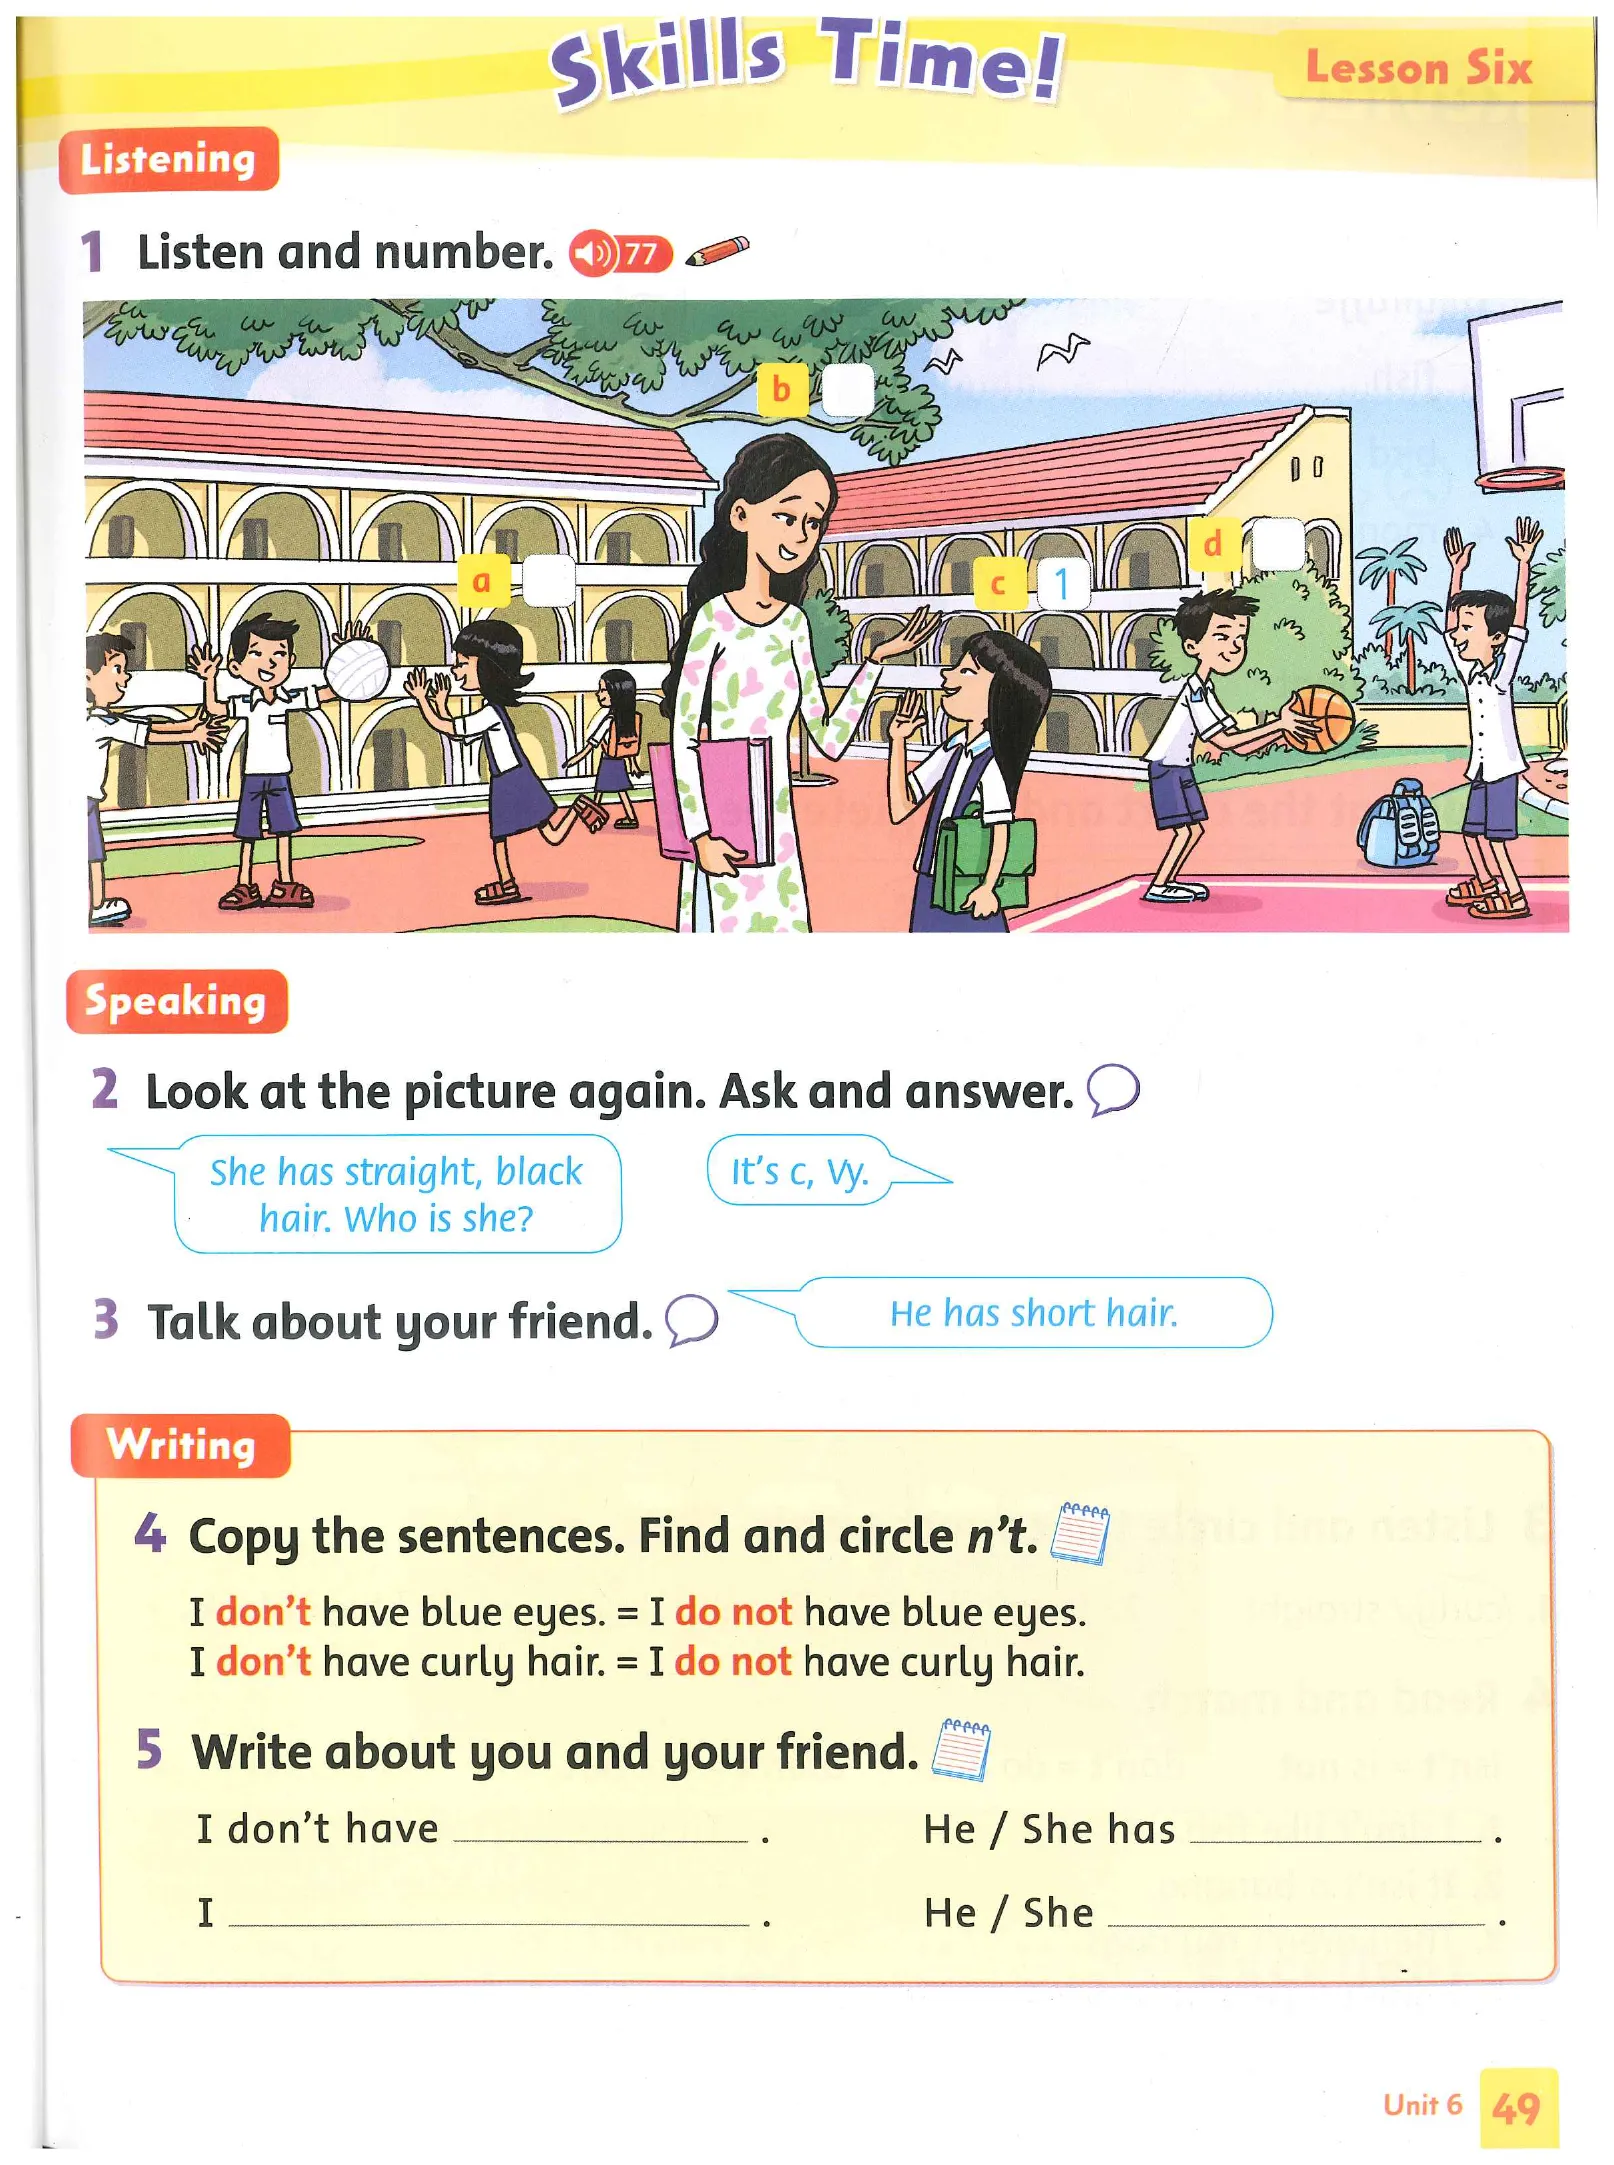 Skills Time!
Lesson Six
Listening
1 Listen and number. 77
b
a
c 1
d
Speaking
2 Look at the picture again. Ask and answer.
She has straight, black
hair. Who is she?
It's c, Vy.
3 Talk about your friend.
He has short hair.
Writing
4 Copy the sentences. Find and circle n't.
I don't have blue eyes. = I do not have blue eyes.
I don't have curly hair. = I do not have curly hair.
5 Write about you and your friend.
I don't have ______. He / She has ______.
I ______. He / She ______.
Unit 6 49